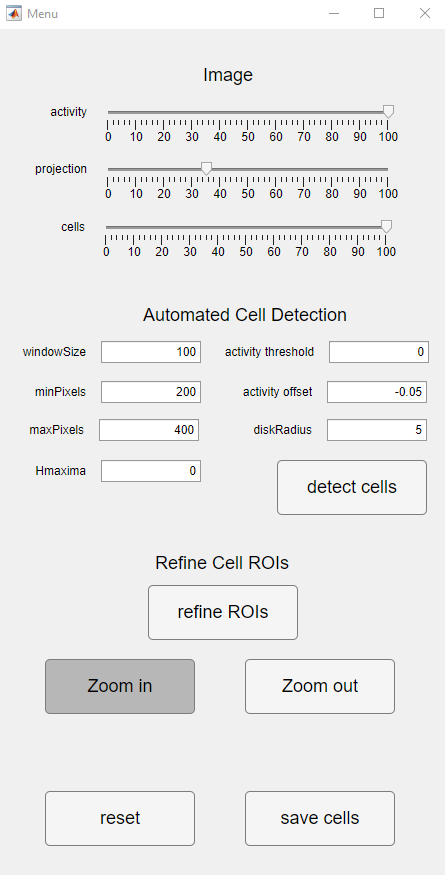 Menu
Image
activity
0 10 20 30 40 50 60 70 80 90 100
projection
0 10 20 30 40 50 60 70 80 90 100
cells
0 10 20 30 40 50 60 70 80 90 100
Automated Cell Detection
windowSize 100 activity threshold 0
minPixels 200 activity offset -0.05
maxPixels 400 diskRadius 5
Hmaxima 0
detect cells
Refine Cell ROIs
refine ROIs
Zoom in Zoom out
reset save cells